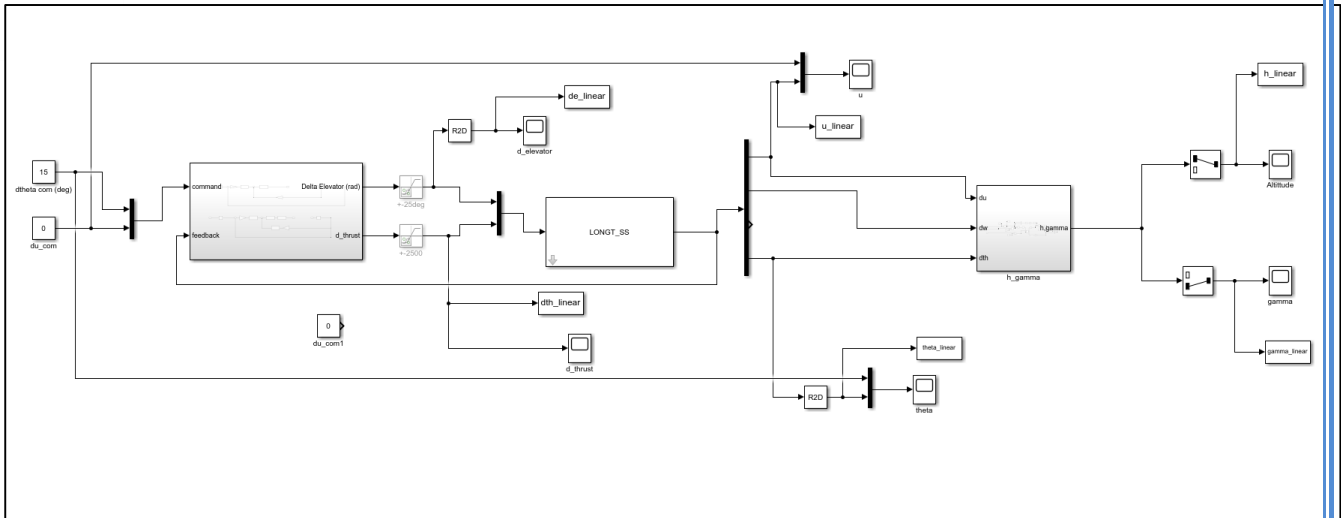 u
h_linear
de_linear
R2D
d_elevator
u_linear
15
dtheta com (deg)
command
Delta Elevator (rad)
+-25deg
Altitude
du
0
du_com
feedback
d_thrust
+-2500
LONGT_SS
dw
h,gamma
dth
h_gamma
gamma
dth_linear
0
du_com1
d_thrust
theta_linear
gamma_linear
R2D
theta